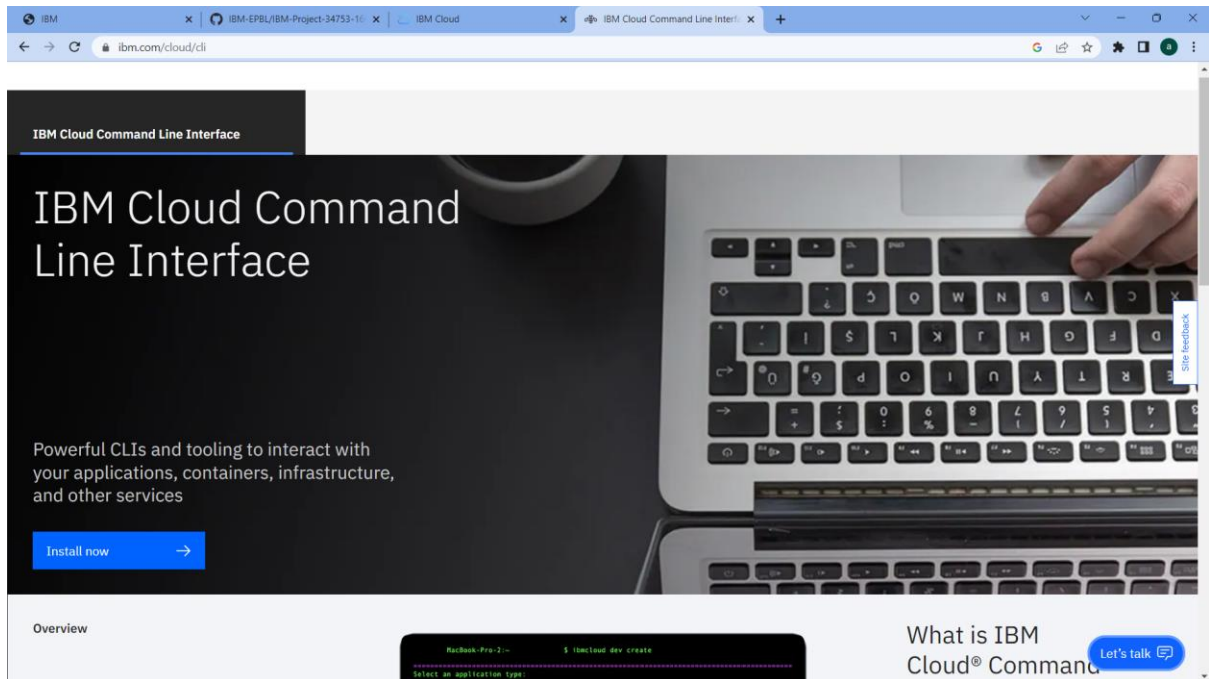 IBM
IBM-EPBL/IBM-Project-34753-16
IBM Cloud
IBM Cloud Command Line Interf
ibm.com/cloud/cli
IBM Cloud Command Line Interface
IBM Cloud Command
Line Interface
Site feedback
Powerful CLIs and tooling to interact with
your applications, containers, infrastructure,
and other services
Install now
Overview
MacBook-Pro-2:~ $ ibmcloud dev create
Select an application type:
What is IBM
Cloud® Command
Let's talk